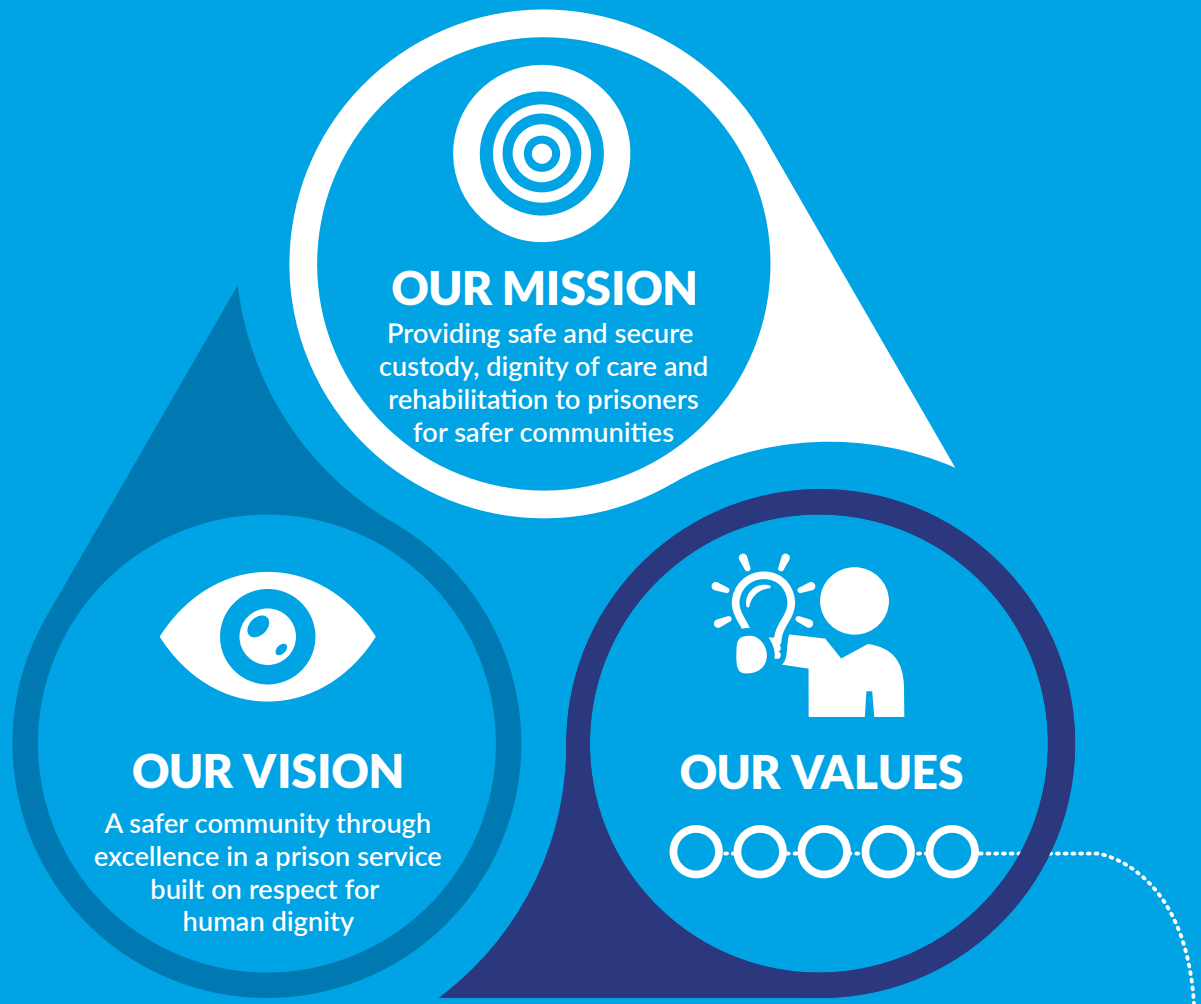 OUR MISSION
Providing safe and secure
custody, dignity of care and
rehabilitation to prisoners
for safer communities
OUR VISION
A safer community through
excellence in a prison service
built on respect for
human dignity
OUR VALUES